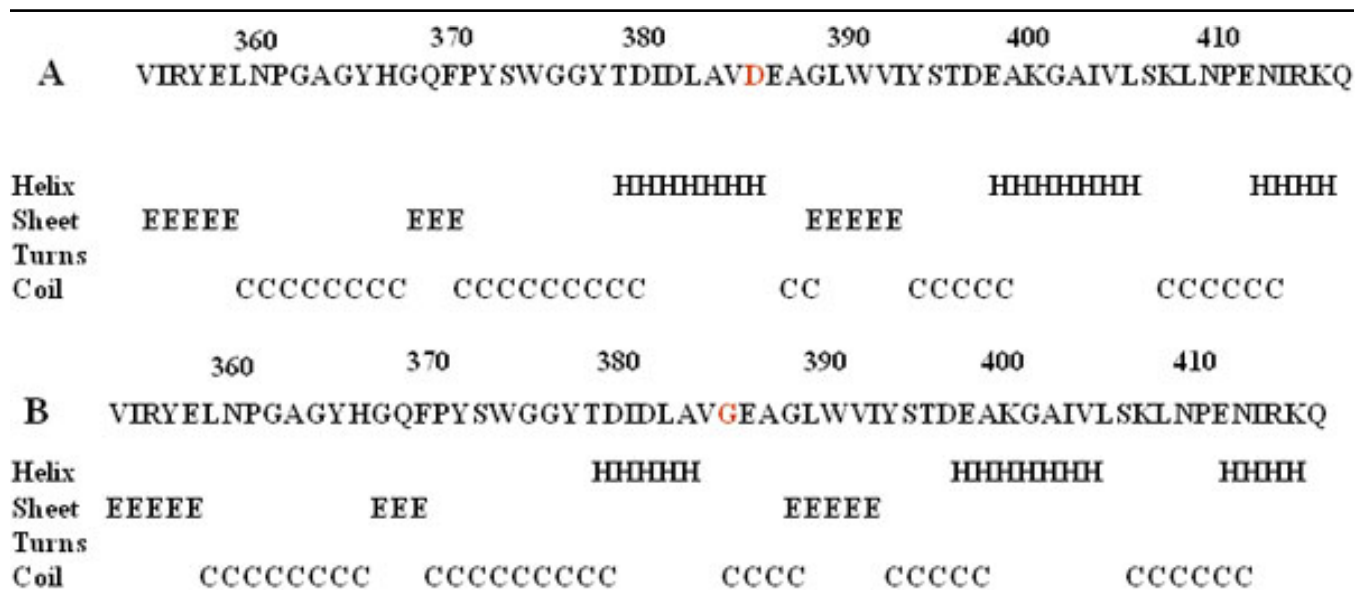 360 370 380 390 400 410
A VIRYELNPGAGYHGQFPYSWGGYTDIDLAVDEAGLWVIYSTDEAKGAIVLSKLNPENIRKQ
Helix HHHHHHH HHHHHHH HHHH
Sheet EEEEE EEE EEEEE
Turns
Coil CCCCCCCC CCCCCCCCC CC CCCCC CCCCCC
360 370 380 390 400 410
B VIRYELNPGAGYHGQFPYSWGGYTDIDLAVGEAGLWVIYSTDEAKGAIVLSKLNPENIRKQ
Helix HHHHH HHHHHHH HHHH
Sheet EEEEE EEE EEEEE
Turns
Coil CCCCCCCC CCCCCCCCC CCCC CCCCC CCCCCC